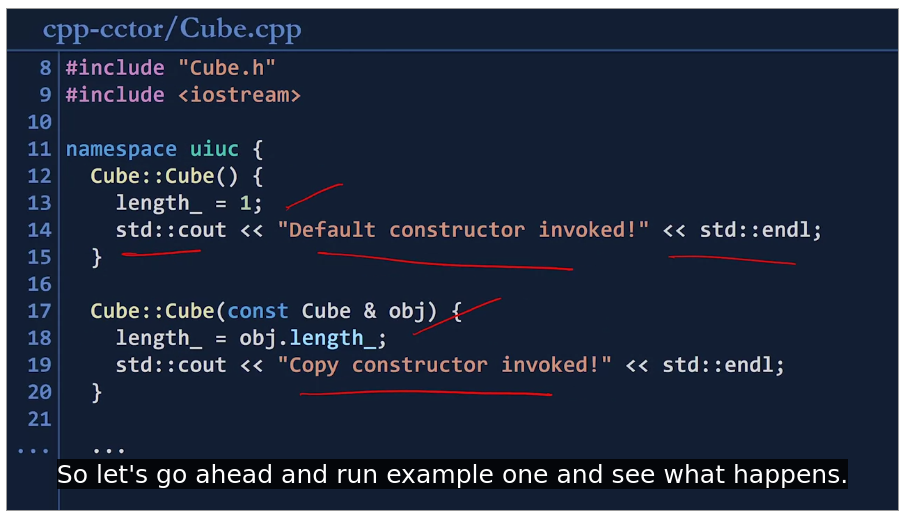 cpp-cctor/Cube.cpp
8 #include "Cube.h"
9 #include <iostream>
10
11 namespace uiuc {
12 Cube::Cube() {
13 length_ = 1;
14 std::cout << "Default constructor invoked!" << std::endl;
15 }
16
17 Cube::Cube(const Cube & obj) {
18 length_ = obj.length_;
19 std::cout << "Copy constructor invoked!" << std::endl;
20 }
21
... ...
So let's go ahead and run example one and see what happens.